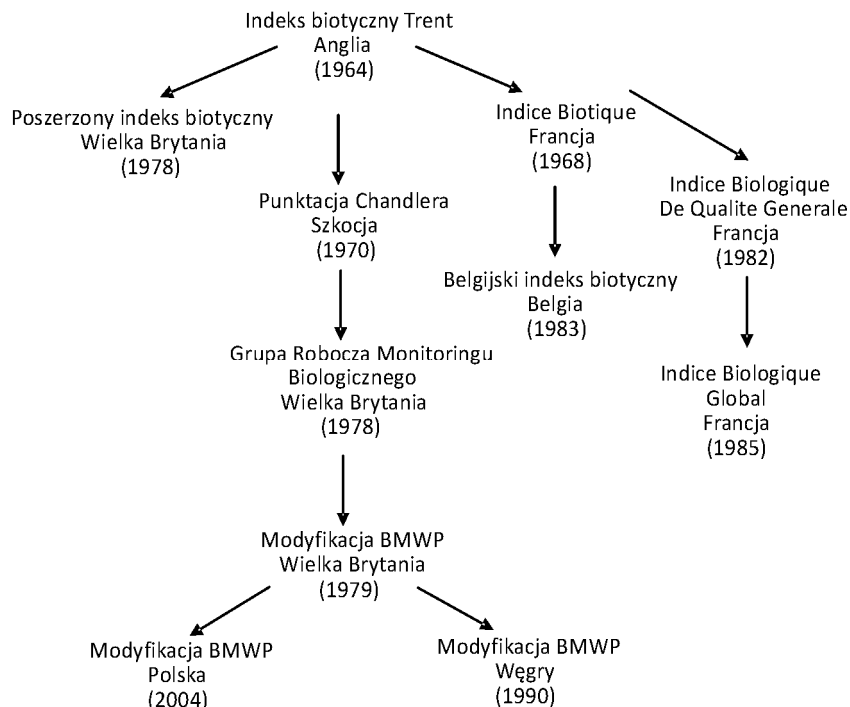 Indeks biotyczny Trent
Anglia
(1964)
Poszerzony indeks biotyczny
Wielka Brytania
(1978)
Indice Biotique
Francja
(1968)
Indice Biologique
De Qualite Generale
Francja
(1982)
Punktacja Chandlera
Szkocja
(1970)
Belgijski indeks biotyczny
Belgia
(1983)
Grupa Robocza Monitoringu
Biologicznego
Wielka Brytania
(1978)
Indice Biologique
Global
Francja
(1985)
Modyfikacja BMWP
Wielka Brytania
(1979)
Modyfikacja BMWP
Polska
(2004)
Modyfikacja BMWP
Węgry
(1990)